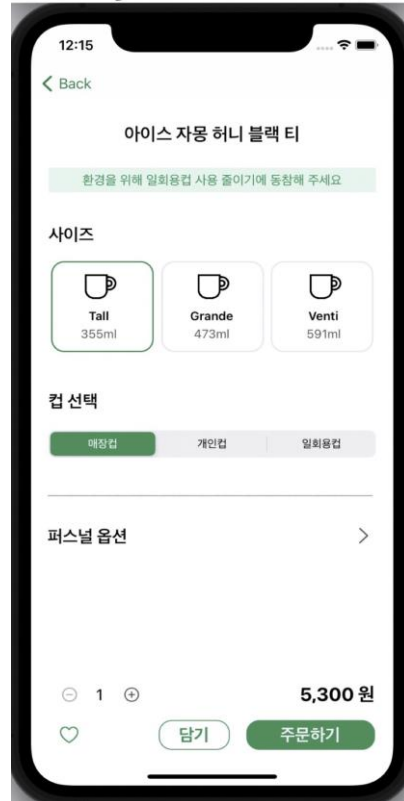 12:15
Back
아이스 자몽 허니 블랙 티
환경을 위해 일회용컵 사용 줄이기에 동참해 주세요
사이즈
Tall Grande Venti
355ml 473ml 591ml
컵 선택
매장컵 개인컵 일회용컵
퍼스널 옵션
1 5,300 원
담기 주문하기